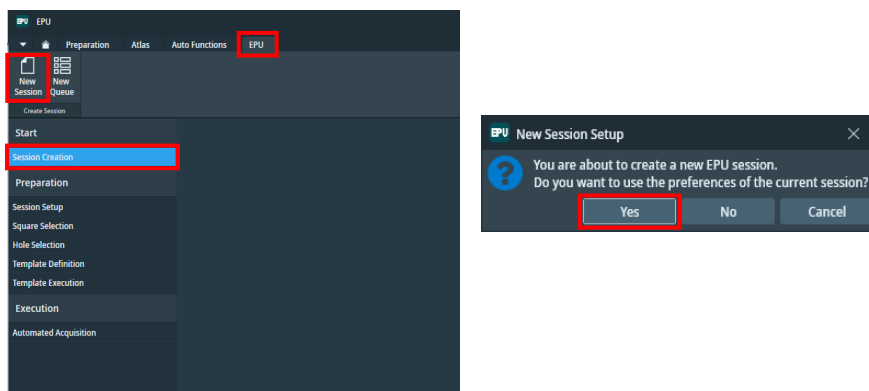 EPU EPU
Preparation Atlas Auto Functions EPU
New Session New Queue
Create Session
Start
Session Creation
Preparation
Session Setup
Square Selection
Hole Selection
Template Definition
Template Execution
Execution
Automated Acquisition
EPU New Session Setup
You are about to create a new EPU session.
Do you want to use the preferences of the current session?
Yes No Cancel